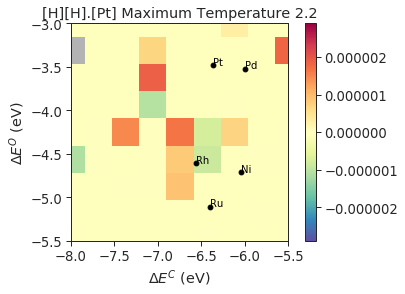 [H][H].[Pt] Maximum Temperature 2.2
−3.0
−3.5
−4.0
−4.5
−5.0
−5.5
ΔE^O (eV)
Pt
Pd
Rh
Ni
Ru
−8.0 −7.5 −7.0 −6.5 −6.0 −5.5
ΔE^C (eV)
0.000002
0.000001
0.000000
−0.000001
−0.000002